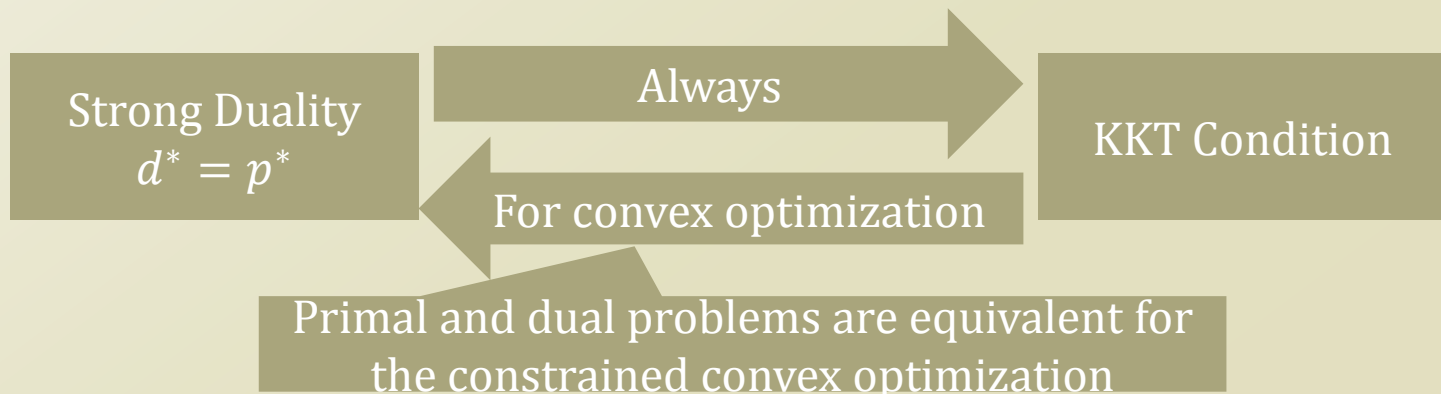 Strong Duality
𝑑* = 𝑝*
Always
For convex optimization
KKT Condition
Primal and dual problems are equivalent for
the constrained convex optimization